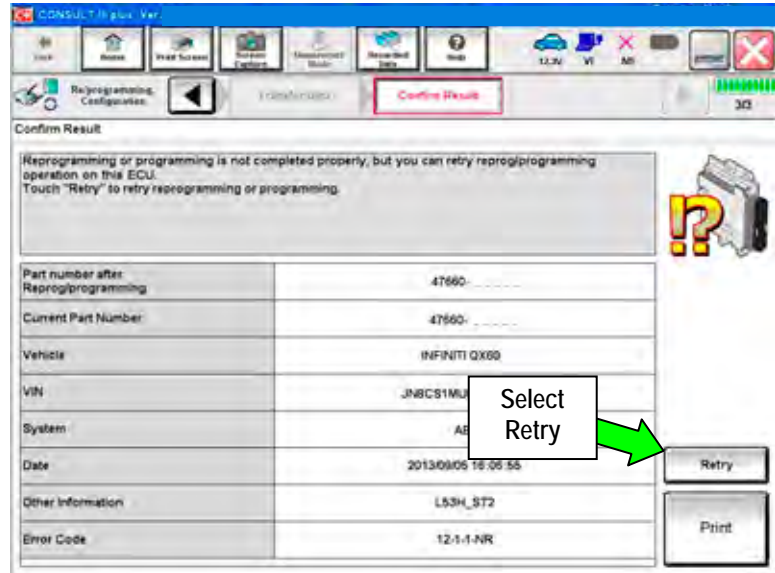 CONSULT-III plus Ver.
Back
Home
Print Screen
Screen Capture
Measurement Mode
Recorded Data
Help
12.3V
VI
MI
Re/programming, Configuration
Transfer Data
Confirm Result
3/3
Confirm Result
Reprogramming or programming is not completed properly, but you can retry reprog/programming
operation on this ECU.
Touch "Retry" to retry reprogramming or programming.
Part number after
Reprog/programming
47660-
Current Part Number
47660-
Vehicle
INFINITI QX60
VIN
JN8CS1MU
System
AB
Date
2013/09/05 16:06:55
Other Information
L53H_ST2
Error Code
12-1-1-NR
Select
Retry
Retry
Print
!?